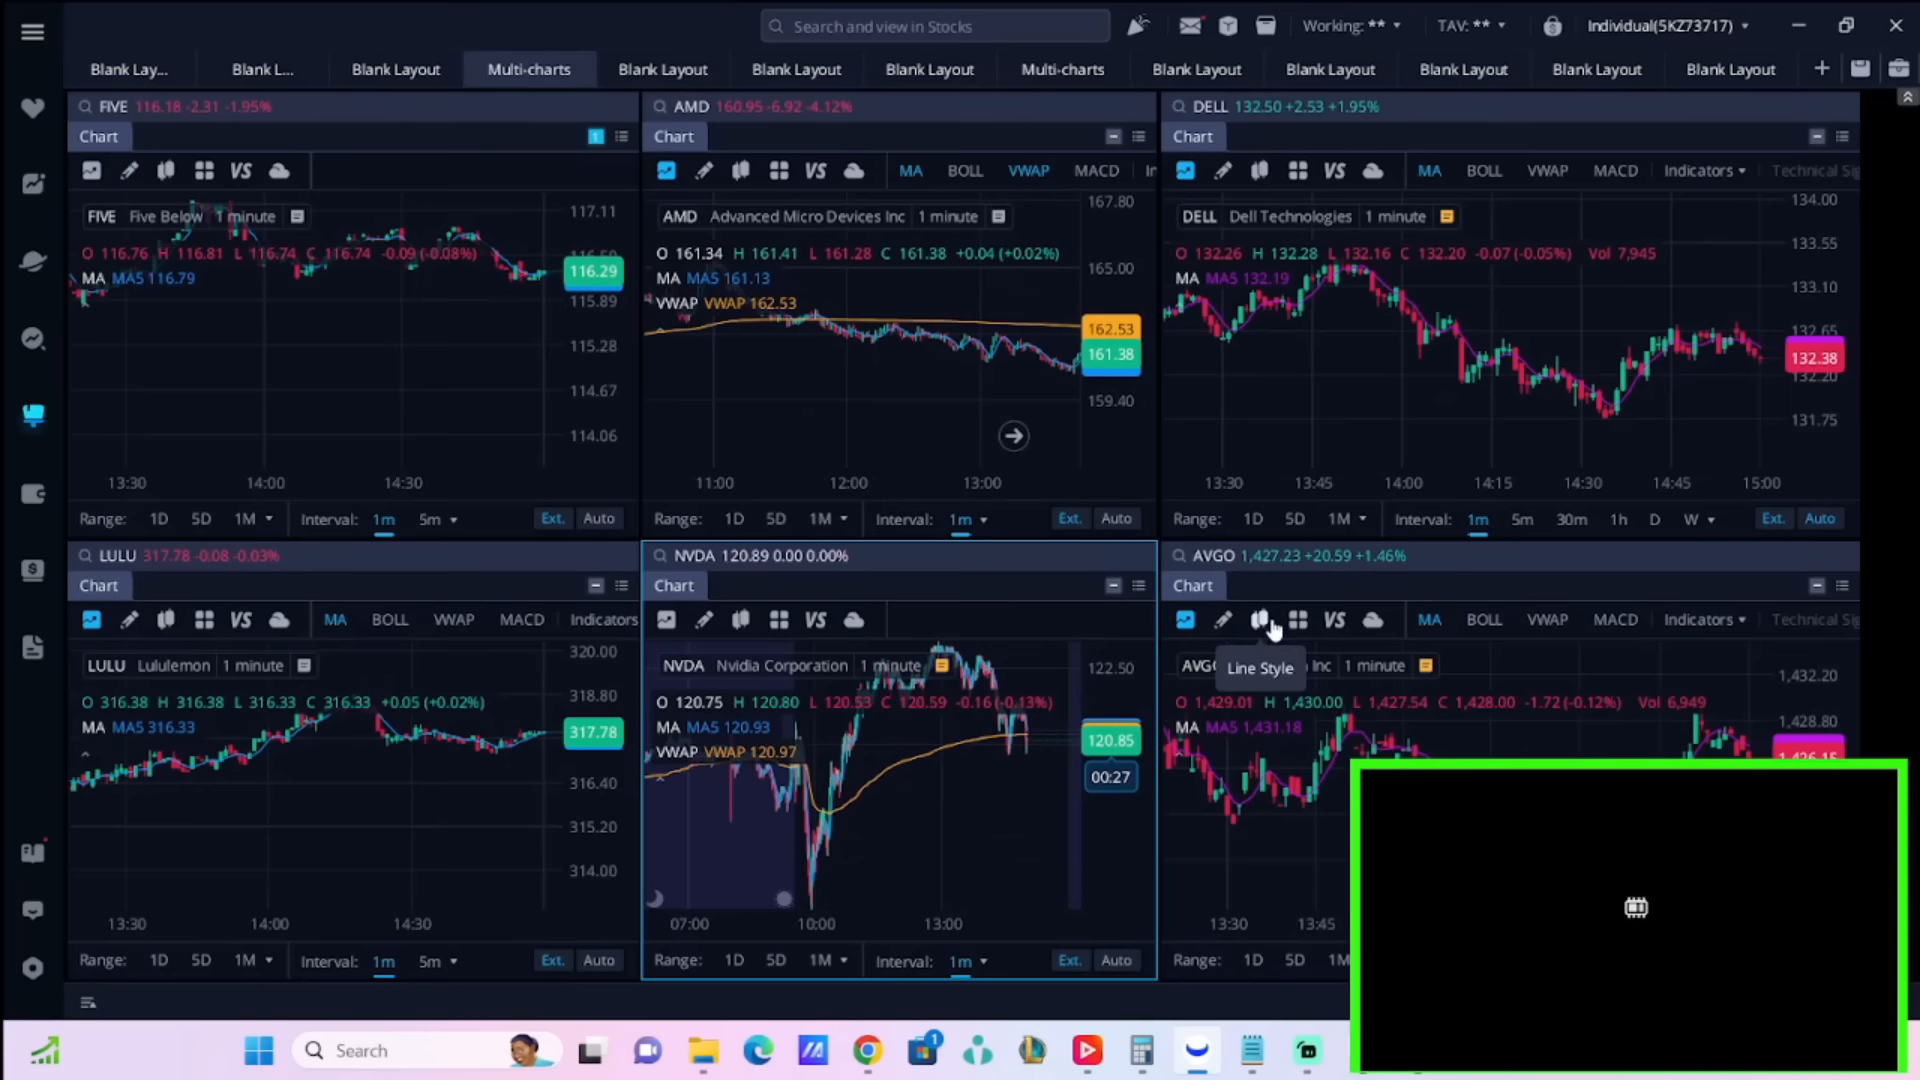 Search and view in Stocks
Working: **
TAV: **
Individual(5KZ73717)
Blank Lay...
Blank L...
Blank Layout
Multi-charts
Blank Layout
Blank Layout
Blank Layout
Multi-charts
Blank Layout
Blank Layout
Blank Layout
Blank Layout
Blank Layout
FIVE 116.18 -2.31 -1.95%
Chart
1
VS
FIVE Five Below 1 minute
O 116.76 H 116.81 L 116.74 C 116.74 -0.09 (-0.08%)
MA MA5 116.79
117.11
116.29
115.89
115.28
114.67
114.06
13:30 14:00 14:30
Range: 1D 5D 1M Interval: 1m 5m Ext. Auto
AMD 160.95 -6.92 -4.12%
Chart
VS MA BOLL VWAP MACD In
AMD Advanced Micro Devices Inc 1 minute
O 161.34 H 161.41 L 161.28 C 161.38 +0.04 (+0.02%)
MA MA5 161.13
VWAP VWAP 162.53
167.80
165.00
162.53
161.38
159.40
11:00 12:00 13:00
Range: 1D 5D 1M Interval: 1m Ext. Auto
DELL 132.50 +2.53 +1.95%
Chart
VS MA BOLL VWAP MACD Indicators Technical Sig
DELL Dell Technologies 1 minute
O 132.26 H 132.28 L 132.16 C 132.20 -0.07 (-0.05%) Vol 7,945
MA MA5 132.19
134.00
133.55
133.10
132.65
132.38
132.20
131.75
13:30 13:45 14:00 14:15 14:30 14:45 15:00
Range: 1D 5D 1M Interval: 1m 5m 30m 1h D W Ext. Auto
LULU 317.78 -0.08 -0.03%
Chart
VS MA BOLL VWAP MACD Indicators
LULU Lululemon 1 minute
O 316.38 H 316.38 L 316.33 C 316.33 +0.05 (+0.02%)
MA MA5 316.33
320.00
318.80
317.78
316.40
315.20
314.00
13:30 14:00 14:30
Range: 1D 5D 1M Interval: 1m 5m Ext. Auto
NVDA 120.89 0.00 0.00%
Chart
VS
NVDA Nvidia Corporation 1 minute
O 120.75 H 120.80 L 120.53 C 120.59 -0.16 (-0.13%)
MA MA5 120.93
VWAP VWAP 120.97
122.50
120.85
00:27
07:00 10:00 13:00
Range: 1D 5D 1M Interval: 1m Ext. Auto
AVGO 1,427.23 +20.59 +1.46%
Chart
VS MA BOLL VWAP MACD Indicators Technical Sig
Line Style
Inc 1 minute
O 1,429.01 H 1,430.00 L 1,427.54 C 1,428.00 -1.72 (-0.12%) Vol 6,949
MA MA5 1,431.18
1,432.20
1,428.80
13:30 13:45
Range: 1D 5D 1M
Search
1